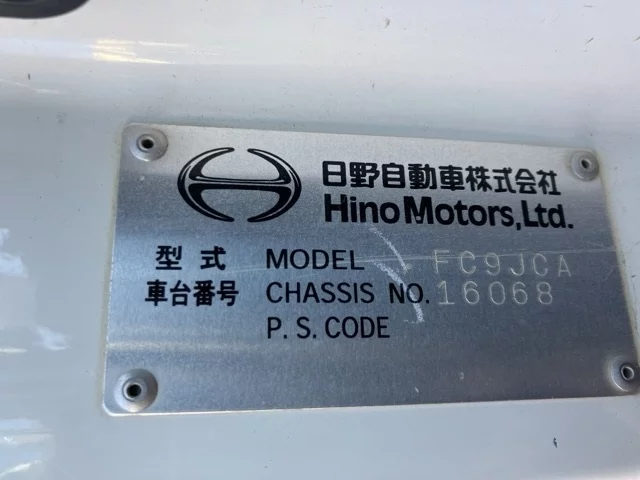 日野自動車株式会社
Hino Motors, Ltd.
型式 MODEL FC9JCA
車台番号 CHASSIS NO. 16068
P. S. CODE